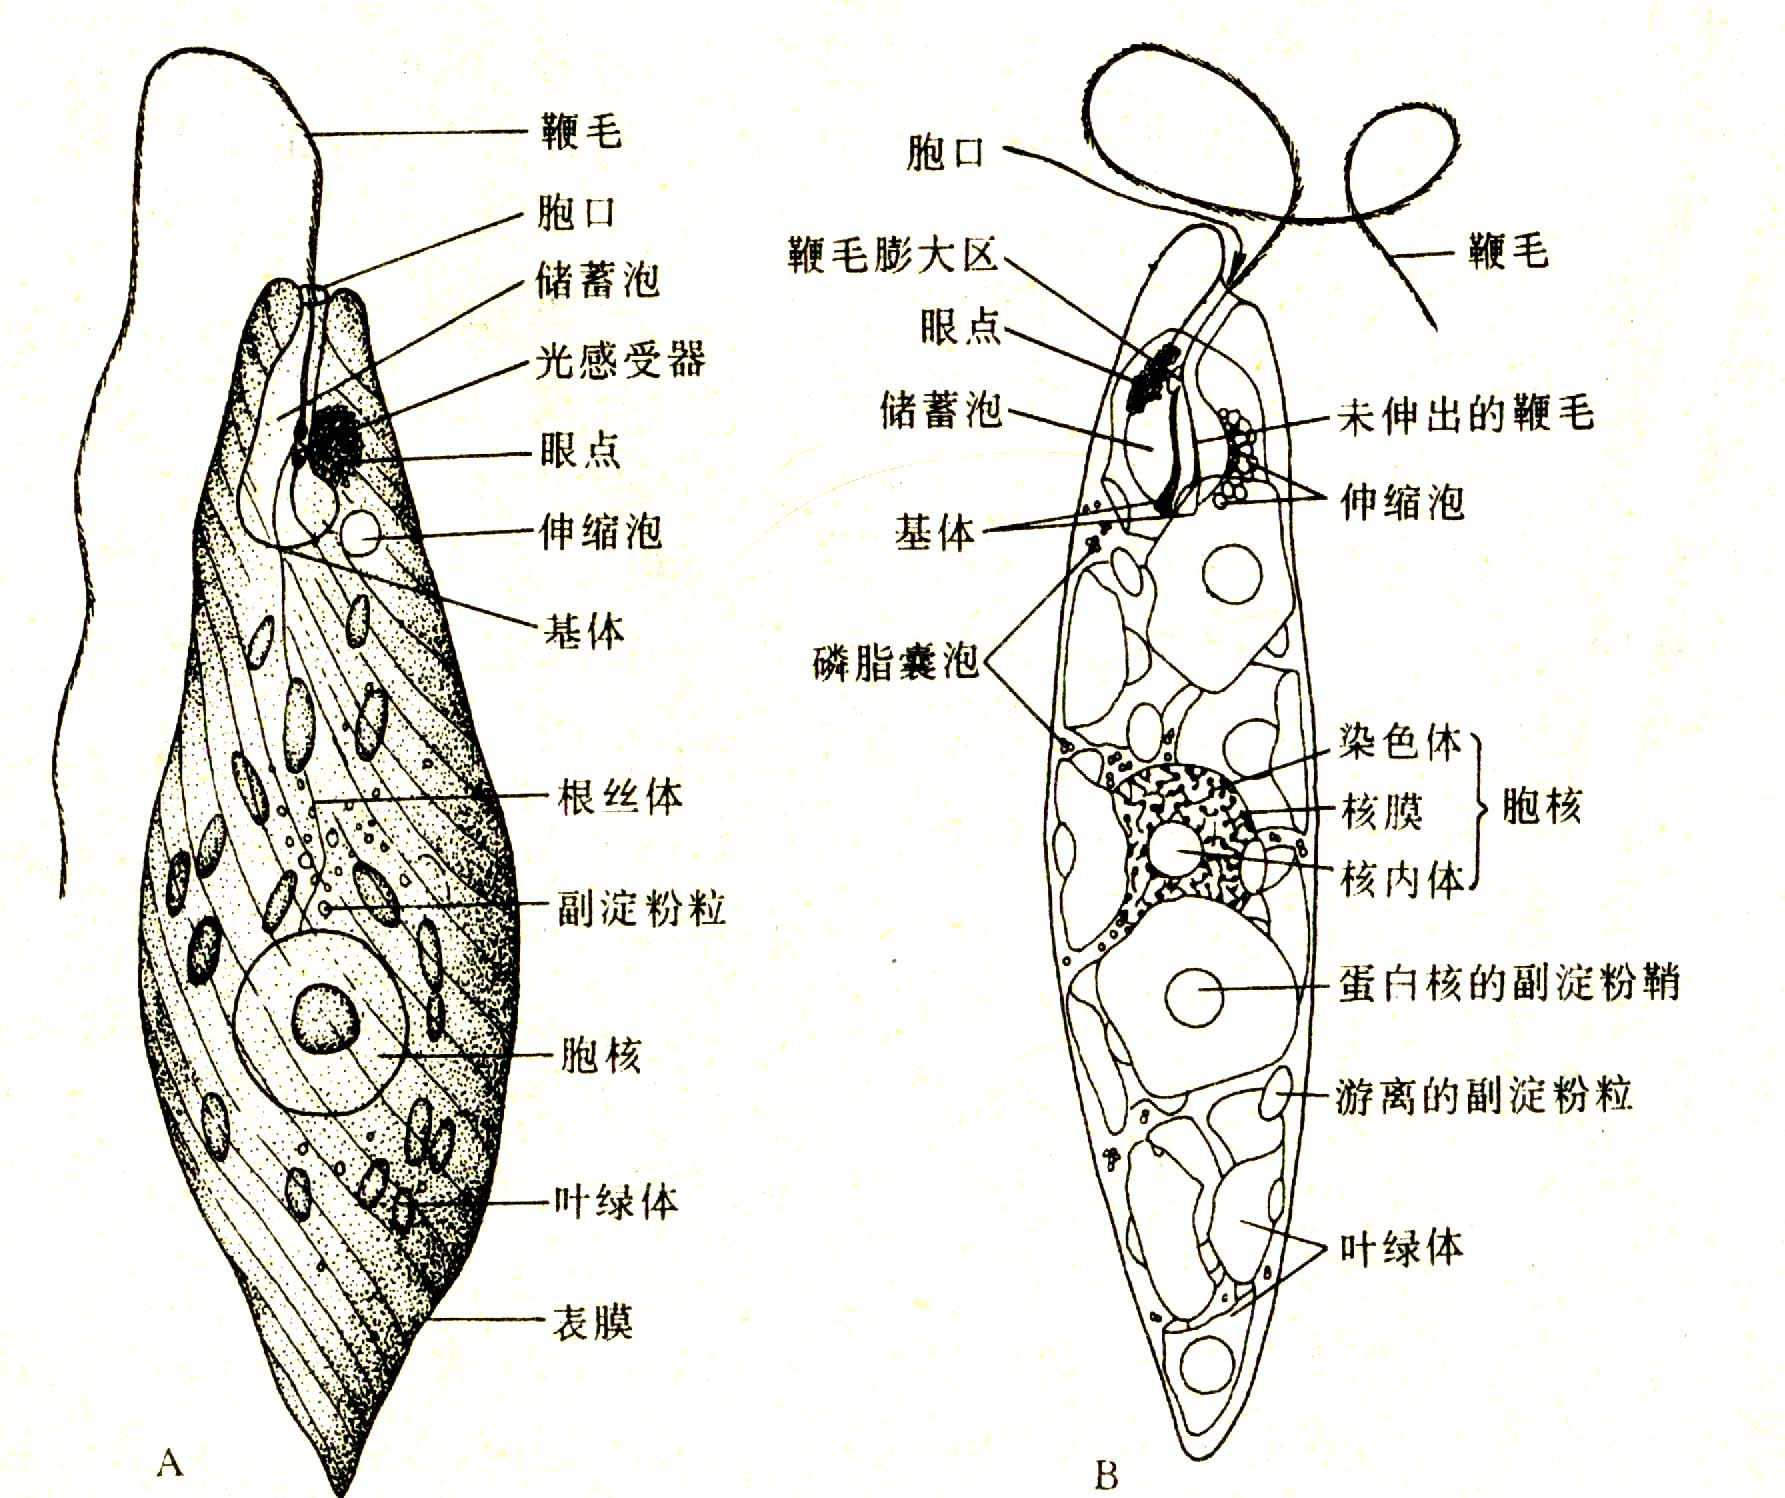 鞭毛
胞口
储蓄泡
光感受器
眼点
伸缩泡
基体
根丝体
副淀粉粒
胞核
叶绿体
表膜
A
胞口
鞭毛膨大区
眼点
储蓄泡
基体
磷脂囊泡
鞭毛
未伸出的鞭毛
伸缩泡
染色体
核膜
核内体
胞核
蛋白核的副淀粉鞘
游离的副淀粉粒
叶绿体
B